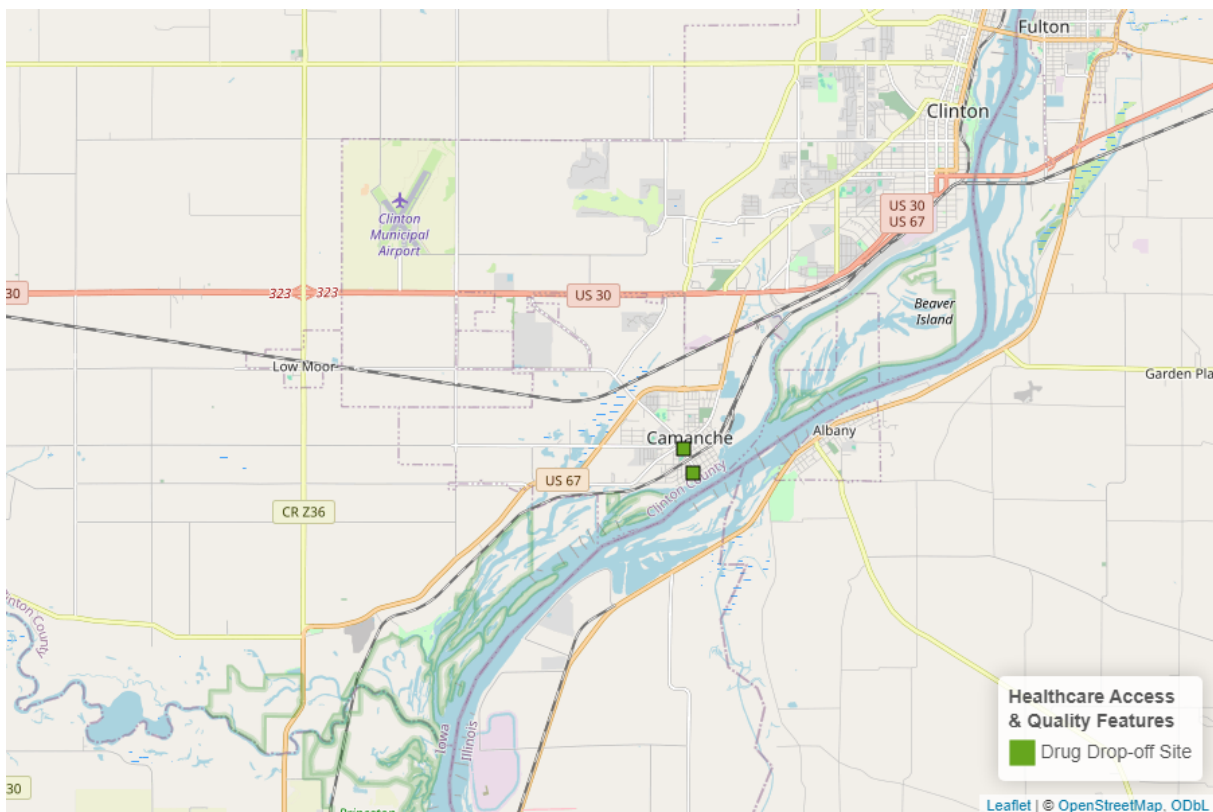 Fulton
Clinton
Clinton
Municipal
Airport
US 30
US 67
30
323
323
US 30
Beaver
Island
Low Moor
Garden Pla
Camanche
Albany
US 67
Clinton County
CR Z36
inton County
Iowa
Illinois
30
Princeton
Healthcare Access
& Quality Features
Drug Drop-off Site
Leaflet | © OpenStreetMap, ODbL